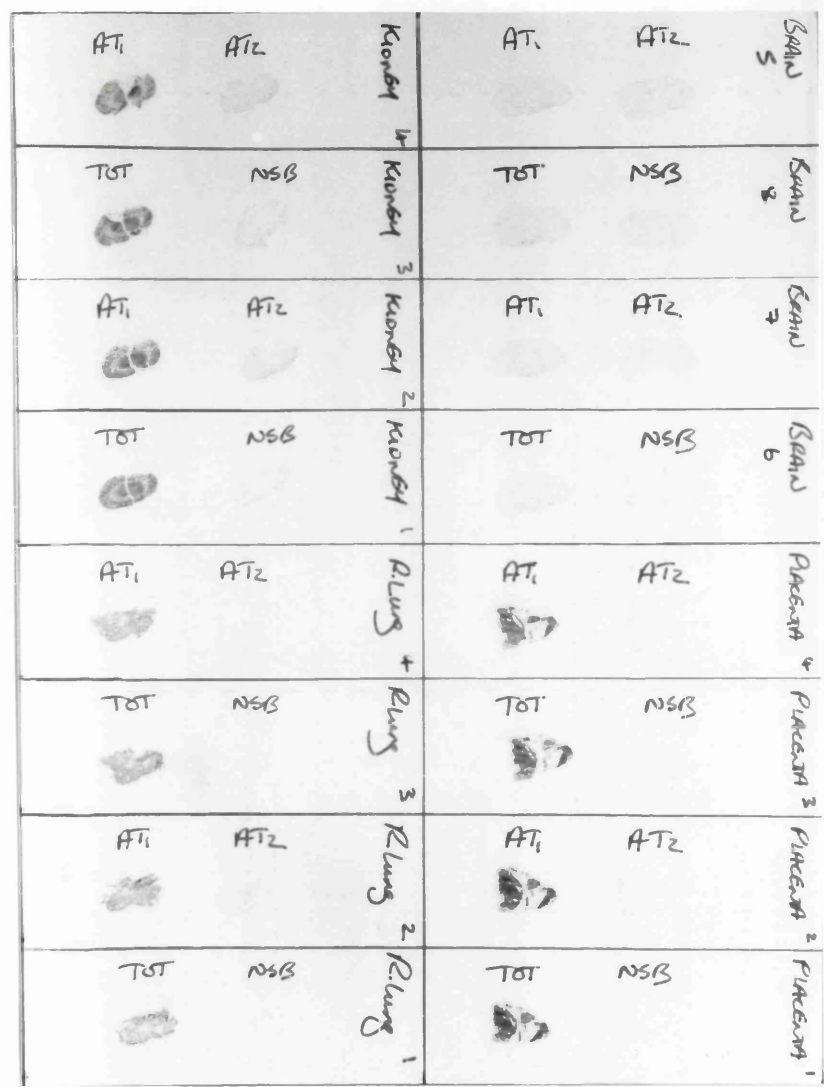 AT1 AT2 KIDNEY 4
AT1 AT2 BRAIN 5
TOT NSB KIDNEY 3
TOT NSB BRAIN 8
AT1 AT2 KIDNEY 2
AT1 AT2. BRAIN 7
TOT NSB KIDNEY 1
TOT NSB BRAIN 6
AT1 AT2 R.Lung 4
AT1 AT2 PLACENTA 4
TOT NSB R.Lung 3
TOT NSB PLACENTA 3
AT1 AT2 R.Lung 2
AT1 AT2 PLACENTA 2
TOT NSB R.Lung 1
TOT NSB PLACENTA 1